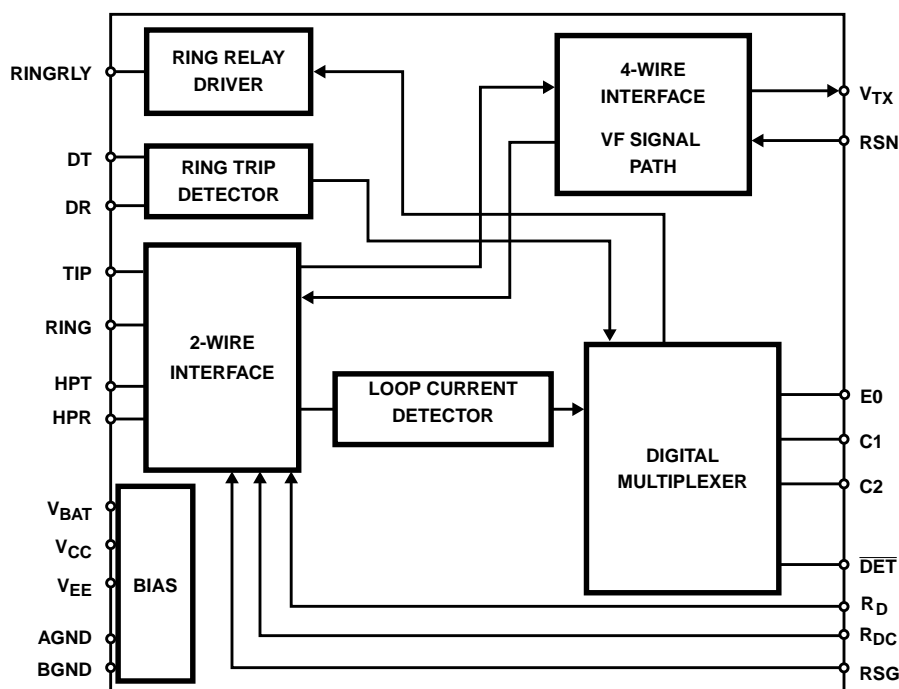 RINGRLY
RING RELAY
DRIVER
4-WIRE
INTERFACE
VF SIGNAL
PATH
VTX
RSN
DT
DR
RING TRIP
DETECTOR
TIP
RING
HPT
HPR
2-WIRE
INTERFACE
LOOP CURRENT
DETECTOR
DIGITAL
MULTIPLEXER
E0
C1
C2
DET
RD
RDC
RSG
VBAT
VCC
VEE
AGND
BGND
BIAS